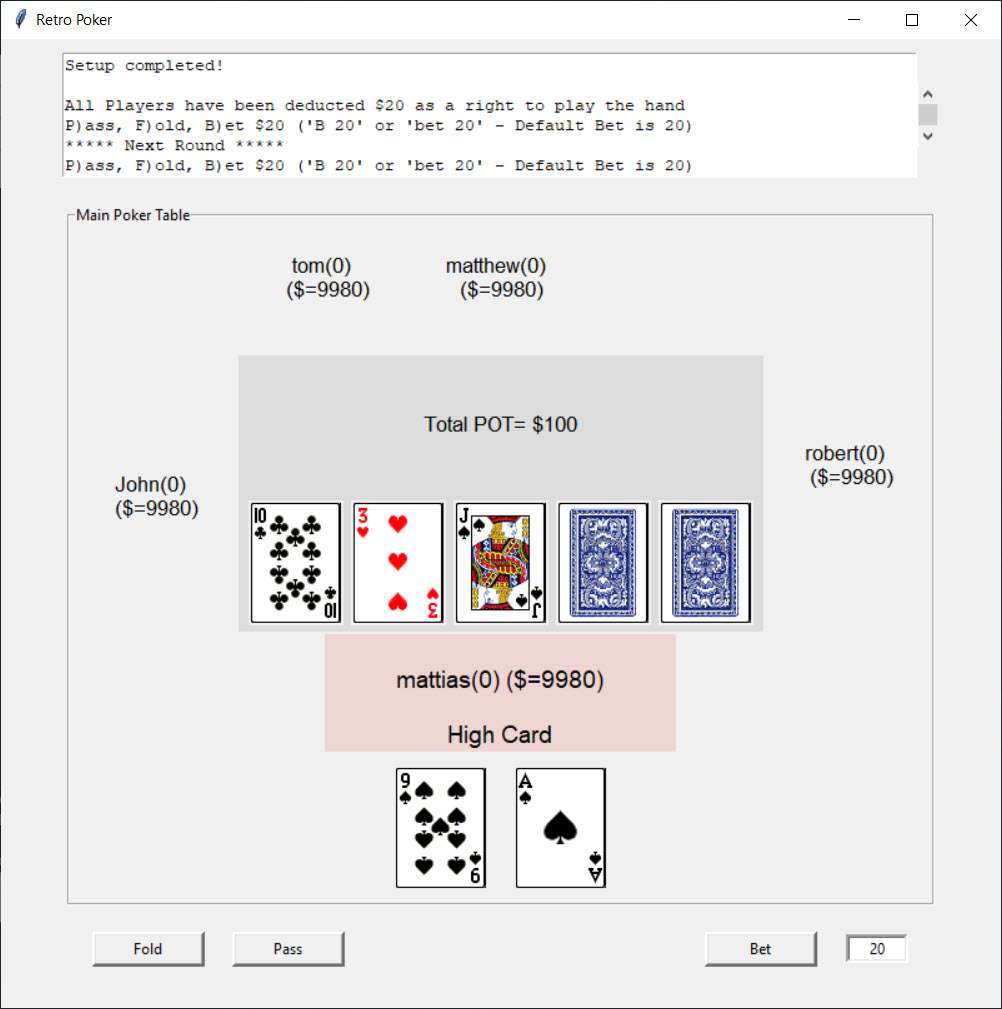 Retro Poker
Setup completed!
All Players have been deducted $20 as a right to play the hand
P)ass, F)old, B)et $20 ('B 20' or 'bet 20' - Default Bet is 20)
***** Next Round *****
P)ass, F)old, B)et $20 ('B 20' or 'bet 20' - Default Bet is 20)
Main Poker Table
tom(0)
($=9980)
matthew(0)
($=9980)
Total POT= $100
robert(0)
($=9980)
John(0)
($=9980)
10
10
3
3
J
J
mattias(0) ($=9980)
High Card
9
9
A
A
Fold
Pass
Bet
20